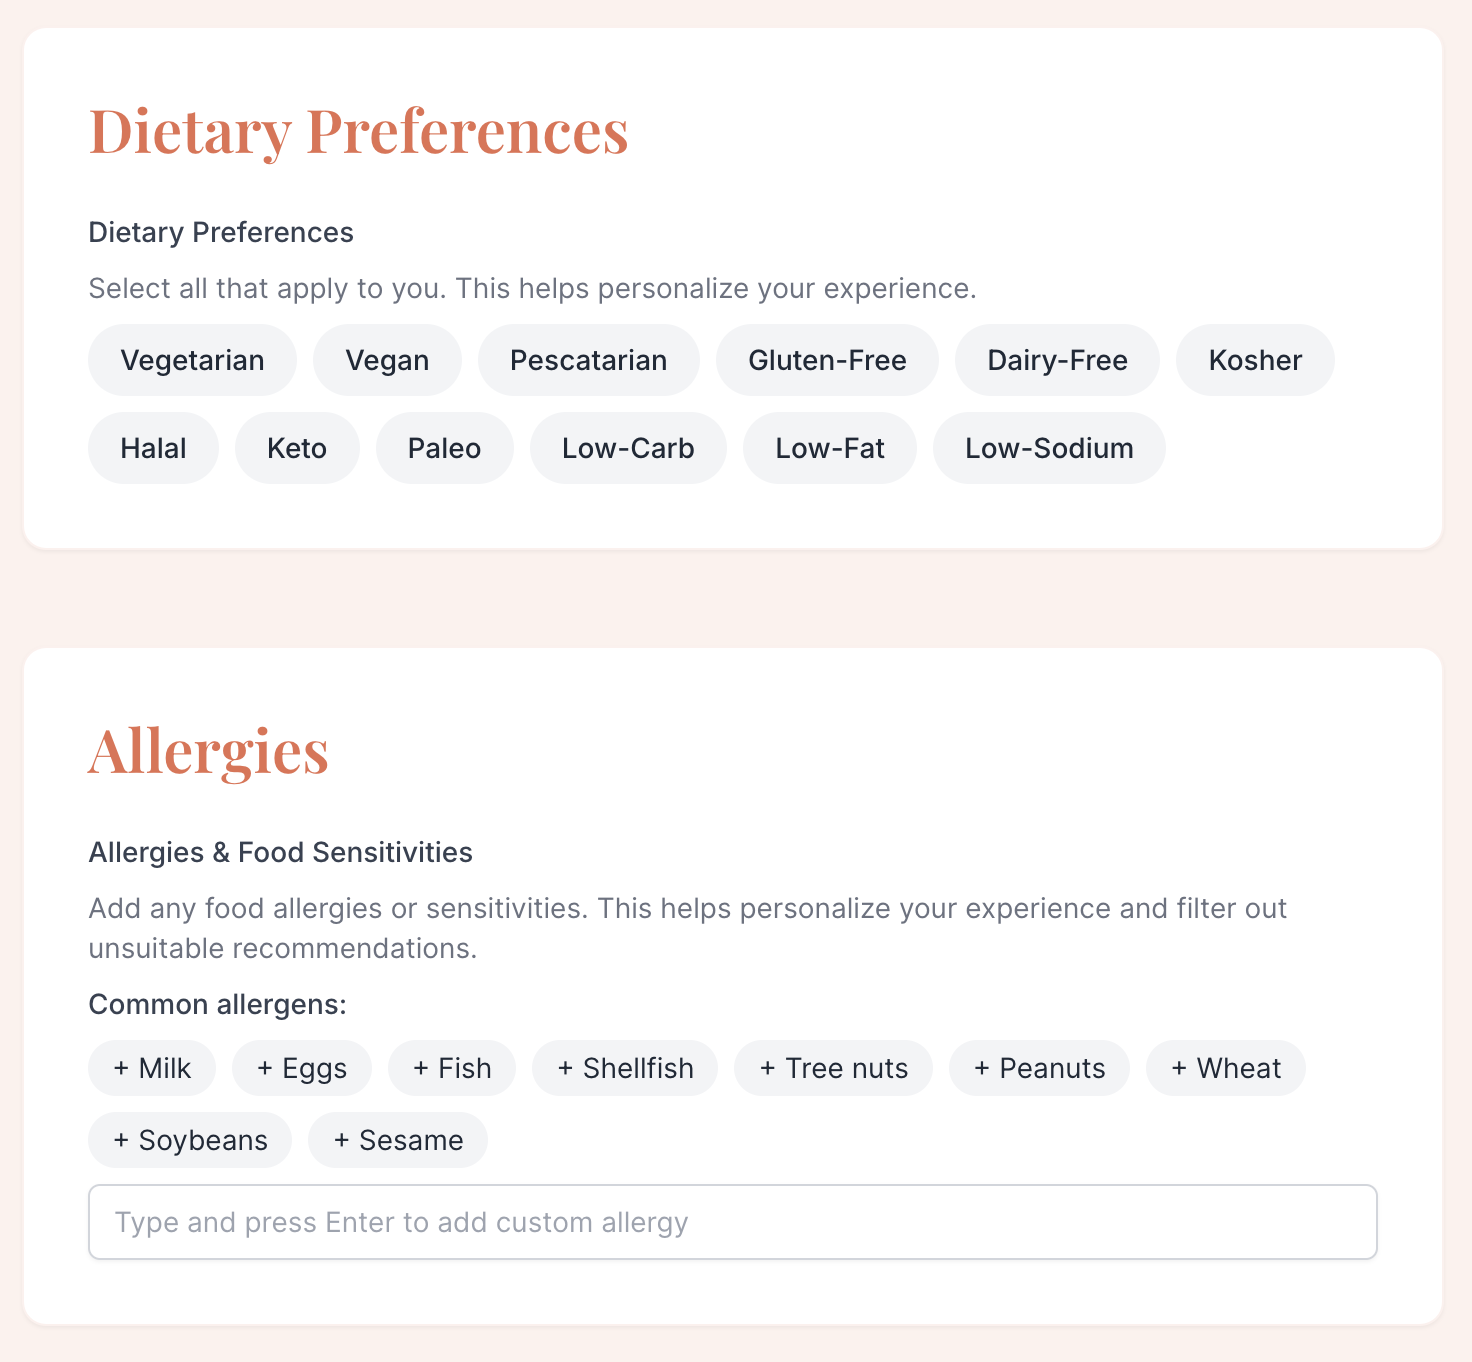 Dietary Preferences
Dietary Preferences
Select all that apply to you. This helps personalize your experience.
Vegetarian Vegan Pescatarian Gluten-Free Dairy-Free Kosher
Halal Keto Paleo Low-Carb Low-Fat Low-Sodium
Allergies
Allergies & Food Sensitivities
Add any food allergies or sensitivities. This helps personalize your experience and filter out
unsuitable recommendations.
Common allergens:
+ Milk + Eggs + Fish + Shellfish + Tree nuts + Peanuts + Wheat
+ Soybeans + Sesame
Type and press Enter to add custom allergy